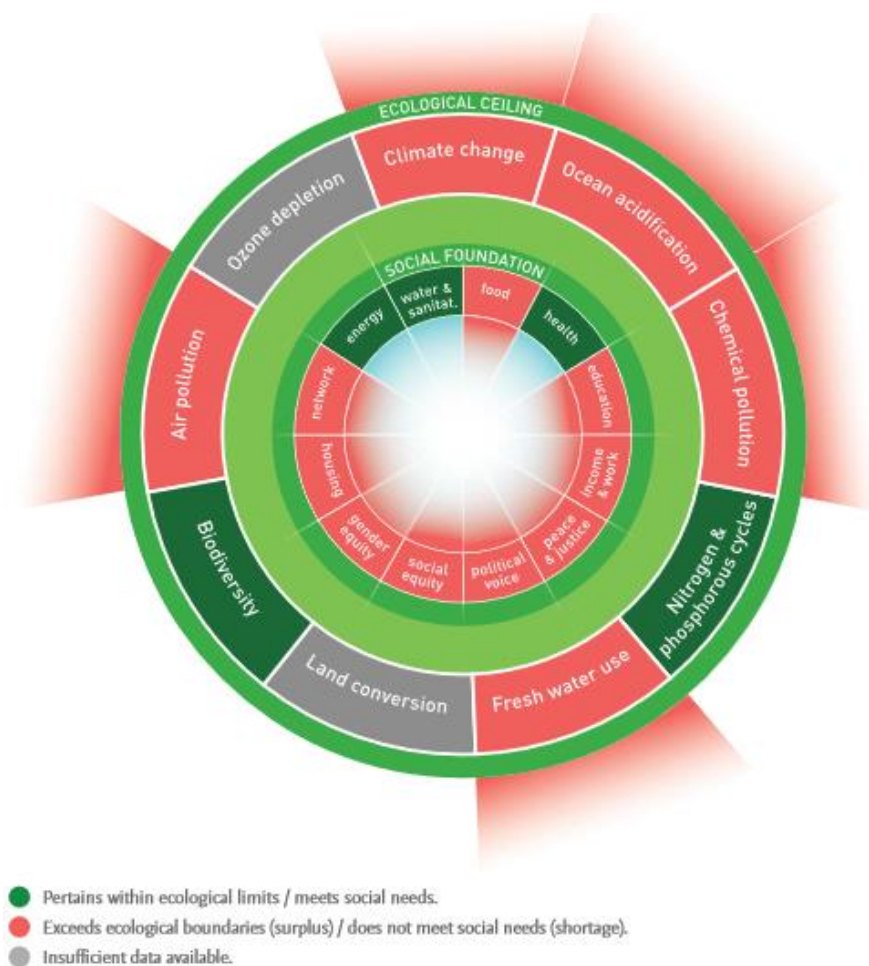 ECOLOGICAL CEILING
Climate change
Ocean acidification
Chemical pollution
Nitrogen &
phosphorous cycles
Fresh water use
Land conversion
Biodiversity
Air pollution
Ozone depletion
SOCIAL FOUNDATION
food
health
education
income
& work
peace
& justice
political
voice
social
equity
gender
equity
housing
network
energy
water &
sanitat.
Pertains within ecological limits / meets social needs.
Exceeds ecological boundaries (surplus) / does not meet social needs (shortage).
Insufficient data available.